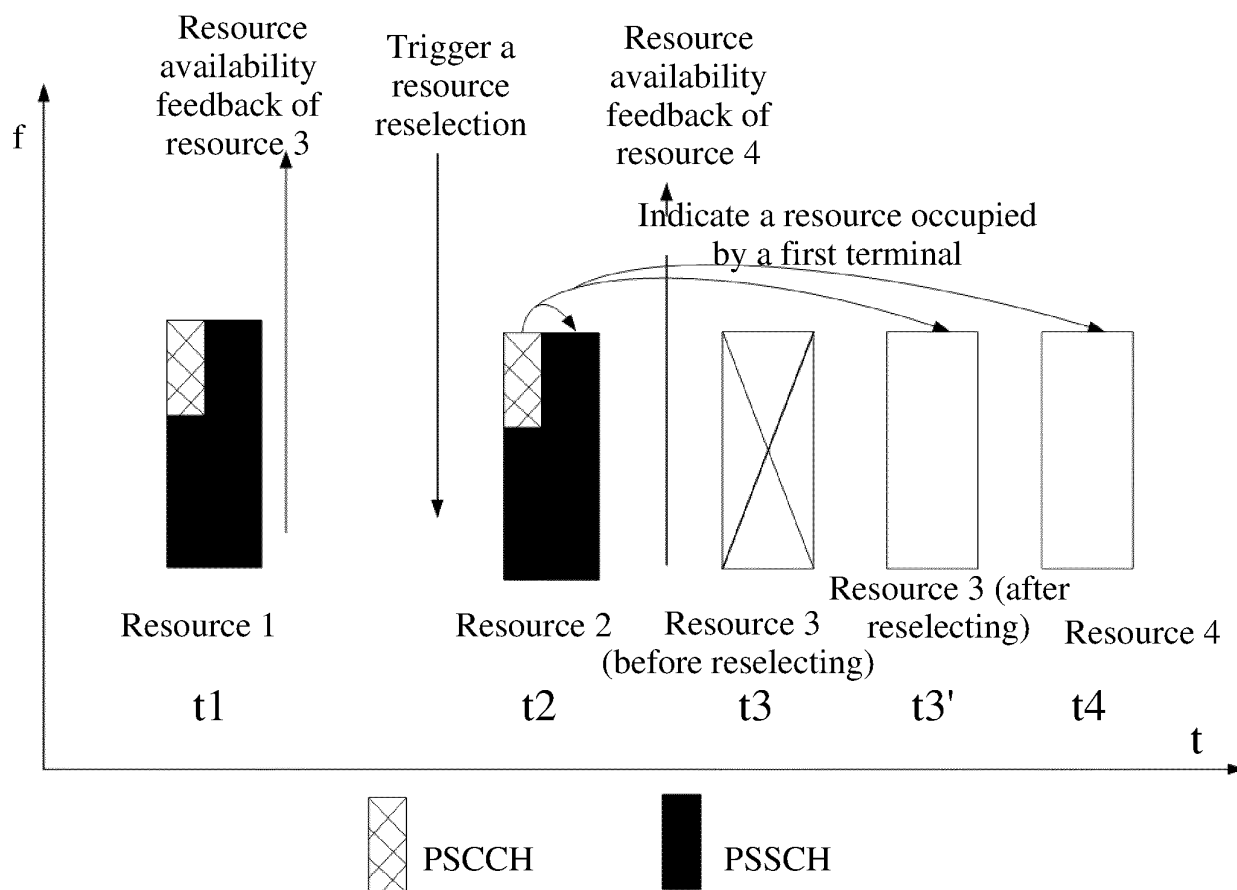 Resource
availability
feedback of
resource 3
Trigger a
resource
reselection
Resource
availability
feedback of
resource 4
f
Indicate a resource occupied
by a first terminal
Resource 1
Resource 2
Resource 3
(before reselecting)
Resource 3 (after
reselecting)
Resource 4
t1
t2
t3
t3'
t4
t
PSCCH
PSSCH